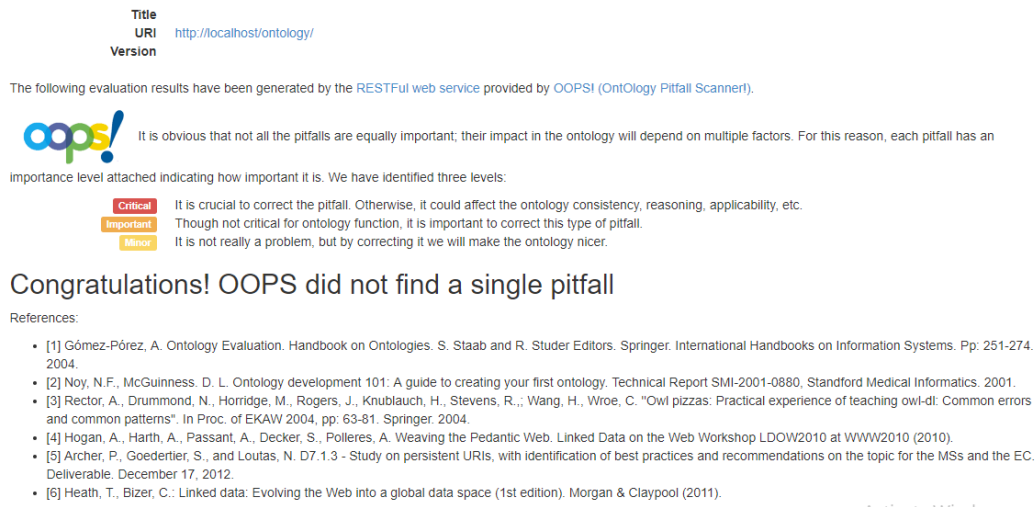 Title
URI http://localhost/ontology/
Version
The following evaluation results have been generated by the RESTFul web service provided by OOPS! (OntOlogy Pitfall Scanner!).
oops! It is obvious that not all the pitfalls are equally important; their impact in the ontology will depend on multiple factors. For this reason, each pitfall has an
importance level attached indicating how important it is. We have identified three levels:
Critical It is crucial to correct the pitfall. Otherwise, it could affect the ontology consistency, reasoning, applicability, etc.
Important Though not critical for ontology function, it is important to correct this type of pitfall.
Minor It is not really a problem, but by correcting it we will make the ontology nicer.
Congratulations! OOPS did not find a single pitfall
References:
• [1] Gómez-Pórez, A. Ontology Evaluation. Handbook on Ontologies. S. Staab and R. Studer Editors. Springer. International Handbooks on Information Systems. Pp: 251-274.
2004.
• [2] Noy, N.F., McGuinness. D. L. Ontology development 101: A guide to creating your first ontology. Technical Report SMI-2001-0880, Standford Medical Informatics. 2001.
• [3] Rector, A., Drummond, N., Horridge, M., Rogers, J., Knublauch, H., Stevens, R.,; Wang, H., Wroe, C. "Owl pizzas: Practical experience of teaching owl-dl: Common errors
and common patterns". In Proc. of EKAW 2004, pp: 63-81. Springer. 2004.
• [4] Hogan, A., Harth, A., Passant, A., Decker, S., Polleres, A. Weaving the Pedantic Web. Linked Data on the Web Workshop LDOW2010 at WWW2010 (2010).
• [5] Archer, P., Goedertier, S., and Loutas, N. D7.1.3 - Study on persistent URIs, with identification of best practices and recommendations on the topic for the MSs and the EC.
Deliverable. December 17, 2012.
• [6] Heath, T., Bizer, C.: Linked data: Evolving the Web into a global data space (1st edition). Morgan & Claypool (2011).